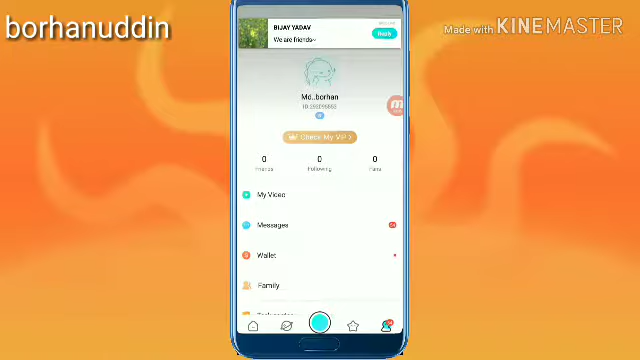 borhanuddin
Made with KINEMASTER
BIJAY YADAV
We are friends~
Reply
Md..borhan
Check My VIP >
0
0
0
Friends
Following
Fans
My Video
Messages
Wallet
Family